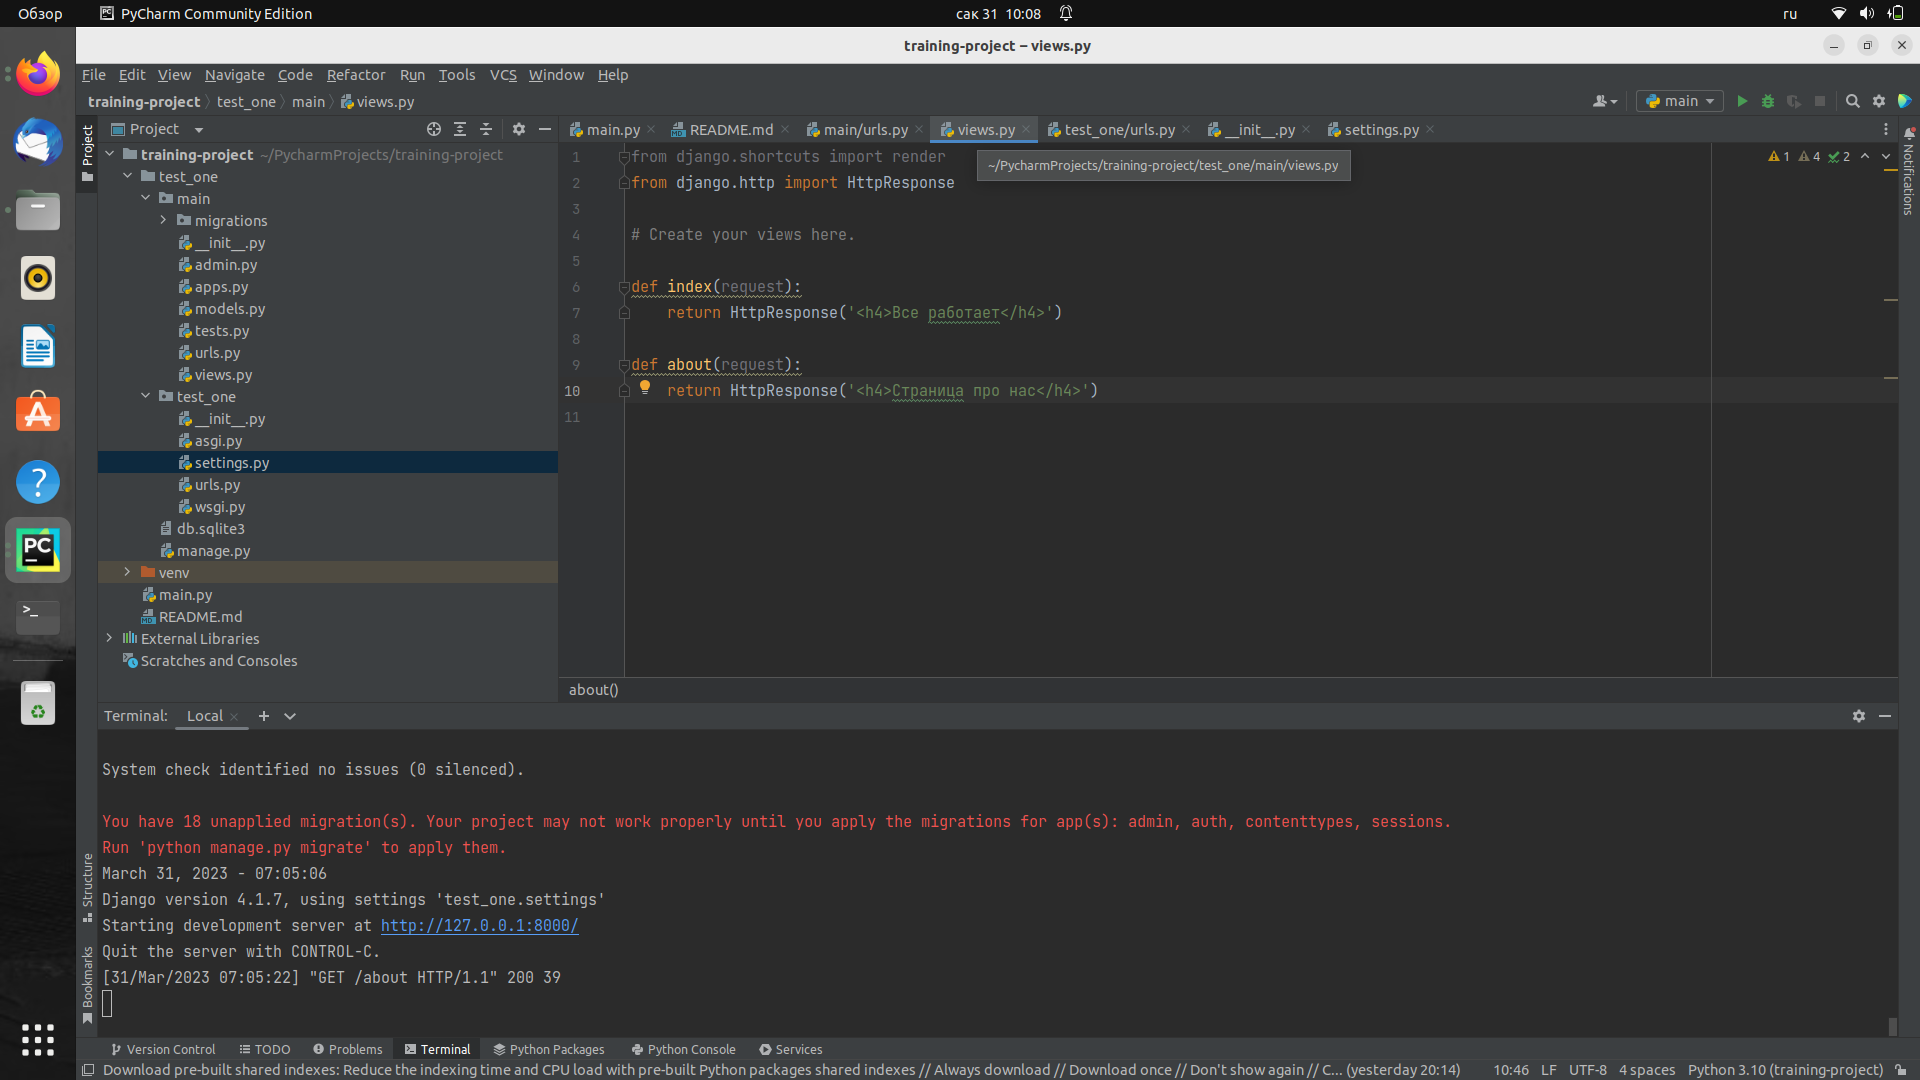 Обзор
PyCharm Community Edition
сак 31 10:08
ru
training-project – views.py
File Edit View Navigate Code Refactor Run Tools VCS Window Help
training-project test_one main views.py
main
Project
main.py README.md main/urls.py views.py test_one/urls.py __init__.py settings.py
~/PycharmProjects/training-project/test_one/main/views.py
1 4 2
Project
Structure
Bookmarks
Notifications
training-project ~/PycharmProjects/training-project
test_one
main
migrations
__init__.py
admin.py
apps.py
models.py
tests.py
urls.py
views.py
test_one
__init__.py
asgi.py
settings.py
urls.py
wsgi.py
db.sqlite3
manage.py
venv
main.py
README.md
External Libraries
Scratches and Consoles
1 from django.shortcuts import render
2 from django.http import HttpResponse
3
4 # Create your views here.
5
6 def index(request):
7 return HttpResponse('<h4>Все работает</h4>')
8
9 def about(request):
10 return HttpResponse('<h4>Страница про нас</h4>')
11
about()
Terminal: Local
System check identified no issues (0 silenced).
You have 18 unapplied migration(s). Your project may not work properly until you apply the migrations for app(s): admin, auth, contenttypes, sessions.
Run 'python manage.py migrate' to apply them.
March 31, 2023 - 07:05:06
Django version 4.1.7, using settings 'test_one.settings'
Starting development server at http://127.0.0.1:8000/
Quit the server with CONTROL-C.
[31/Mar/2023 07:05:22] "GET /about HTTP/1.1" 200 39
Version Control TODO Problems Terminal Python Packages Python Console Services
Download pre-built shared indexes: Reduce the indexing time and CPU load with pre-built Python packages shared indexes // Always download // Download once // Don't show again // C... (yesterday 20:14) 10:46 LF UTF-8 4 spaces Python 3.10 (training-project)